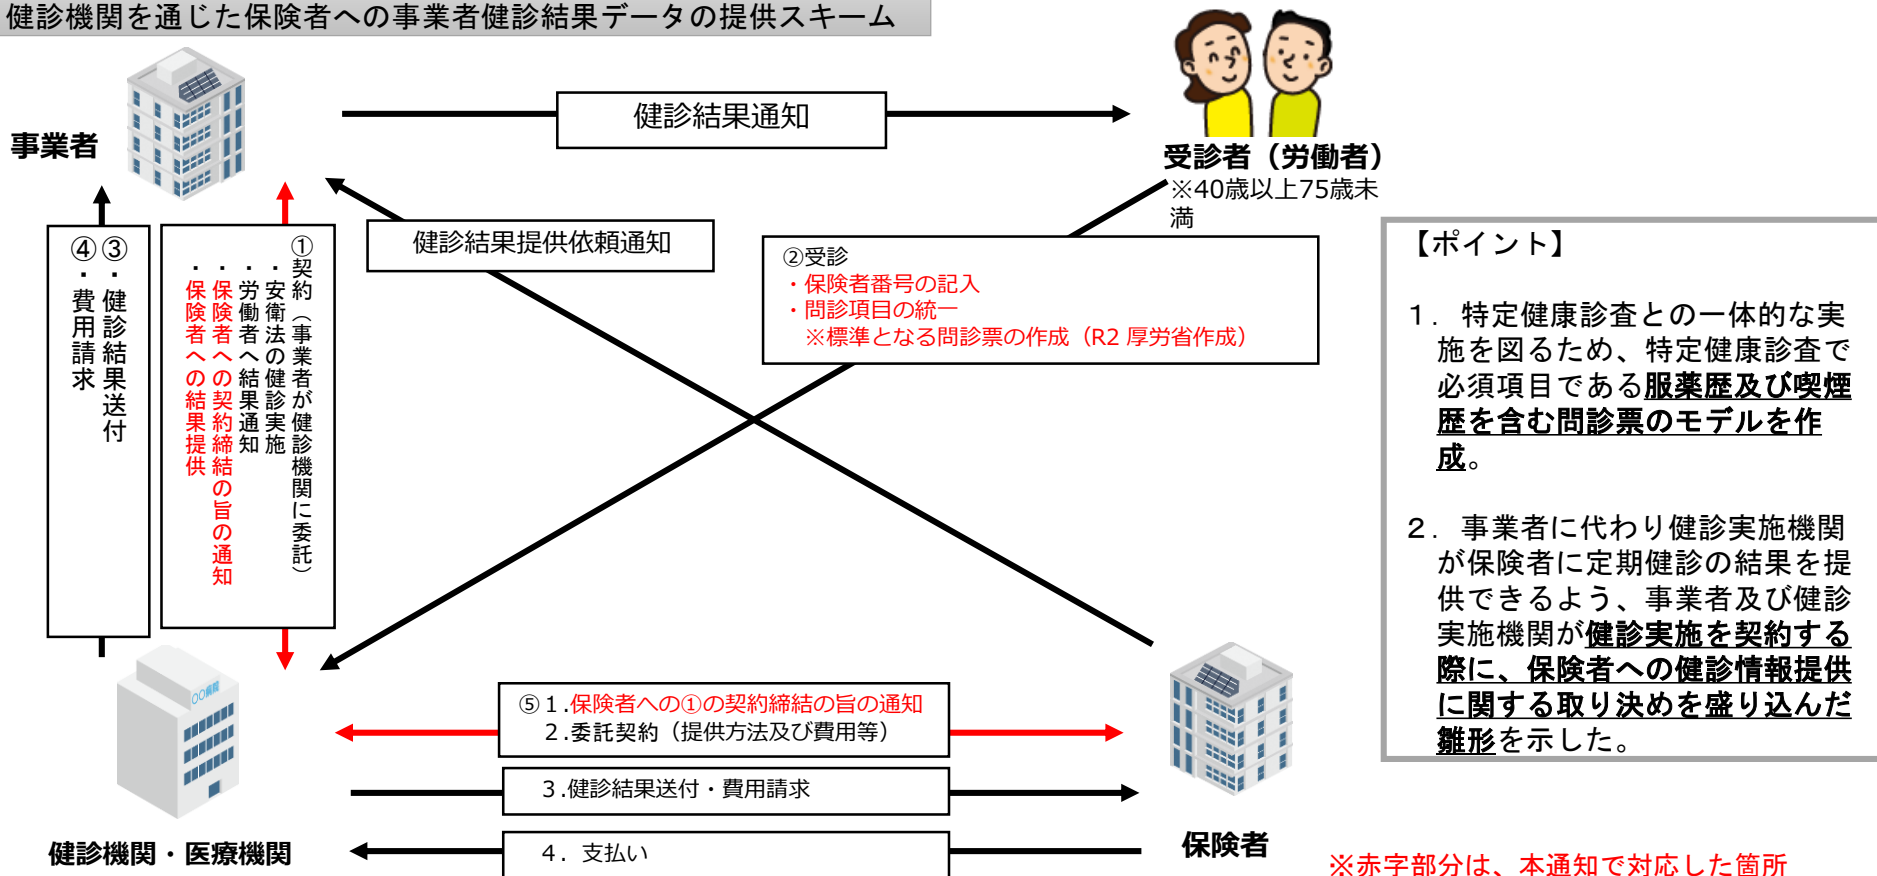 健診機関を通じた保険者への事業者健診結果データの提供スキーム
事業者
健診結果通知
受診者（労働者）
※40歳以上75歳未
満
健診結果提供依頼通知
③・健診結果送付
④・費用請求
①契約（事業者が健診機関に委託）
・安衛法の健診実施
・労働者へ結果通知
・保険者への契約締結の旨の通知
・保険者への結果提供
②受診
・保険者番号の記入
・問診項目の統一
※標準となる問診票の作成（R2 厚労省作成）
【ポイント】
１．特定健康診査との一体的な実
施を図るため、特定健康診査で
必須項目である服薬歴及び喫煙
歴を含む問診票のモデルを作
成。
２．事業者に代わり健診実施機関
が保険者に定期健診の結果を提
供できるよう、事業者及び健診
実施機関が健診実施を契約する
際に、保険者への健診情報提供
に関する取り決めを盛り込んだ
雛形を示した。
〇〇病院
⑤１.保険者への①の契約締結の旨の通知
２.委託契約（提供方法及び費用等）
３.健診結果送付・費用請求
４．支払い
健診機関・医療機関
保険者
※赤字部分は、本通知で対応した箇所